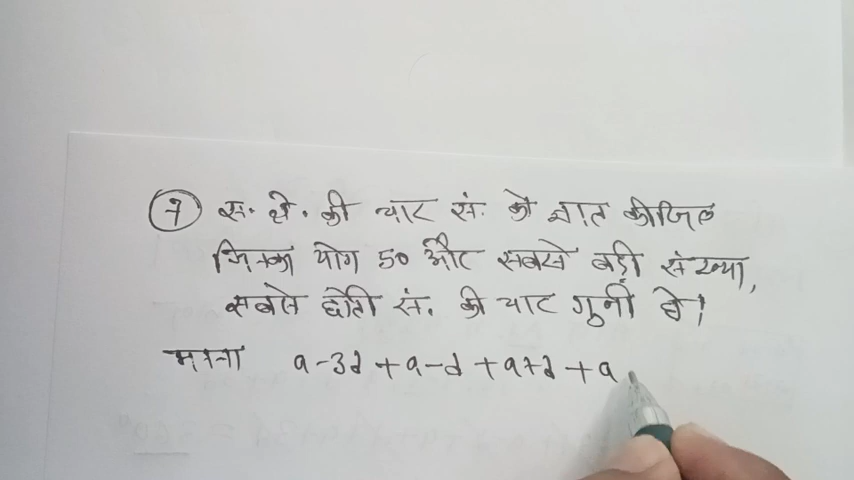 7 स. श्रे. की चार सं. को ज्ञात कीजिए
जिनका योग 50 और सबसे बड़ी संख्या,
सबसे छोटी सं. की चार गुनी है।
माना a-3d+a-d+a+d+a